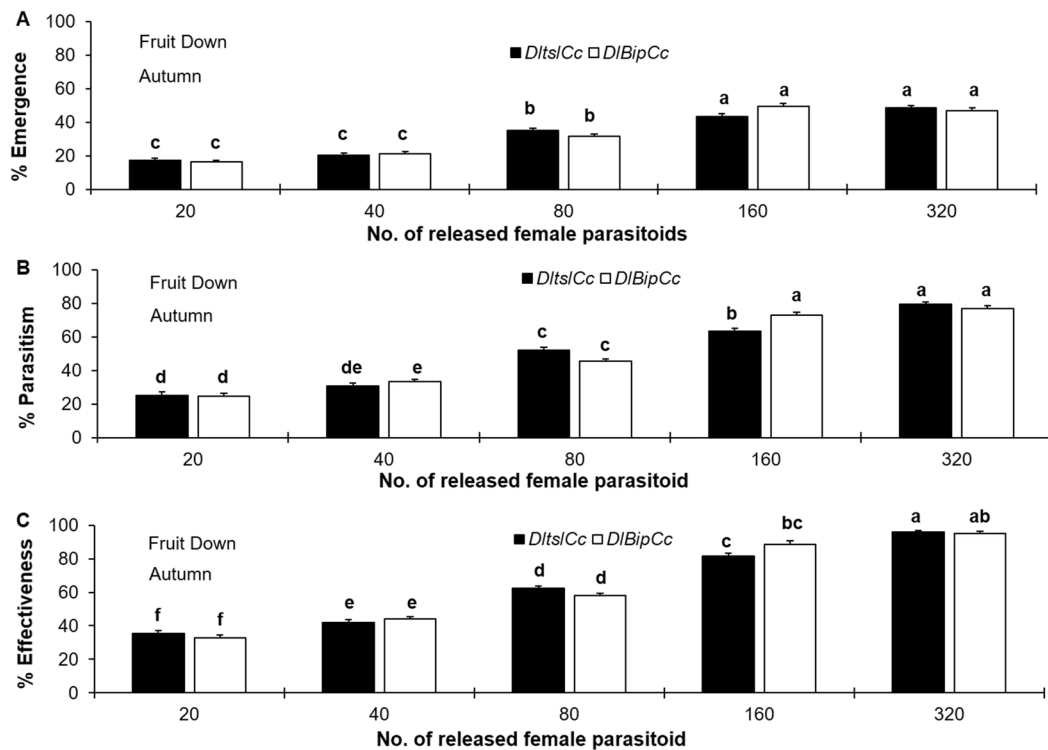 A
100
80
60
40
20
0
% Emergence
Fruit Down
Autumn
DltslCc DlBipCc
c c c c b b a a a a
20 40 80 160 320
No. of released female parasitoids
B
100
80
60
40
20
0
% Parasitism
Fruit Down
Autumn
DltslCc DlBipCc
d d de e c c b a a a
20 40 80 160 320
No. of released female parasitoid
C
100
80
60
40
20
0
% Effectiveness
Fruit Down
Autumn
DltslCc DlBipCc
f f e e d d c bc a ab
20 40 80 160 320
No. of released female parasitoid